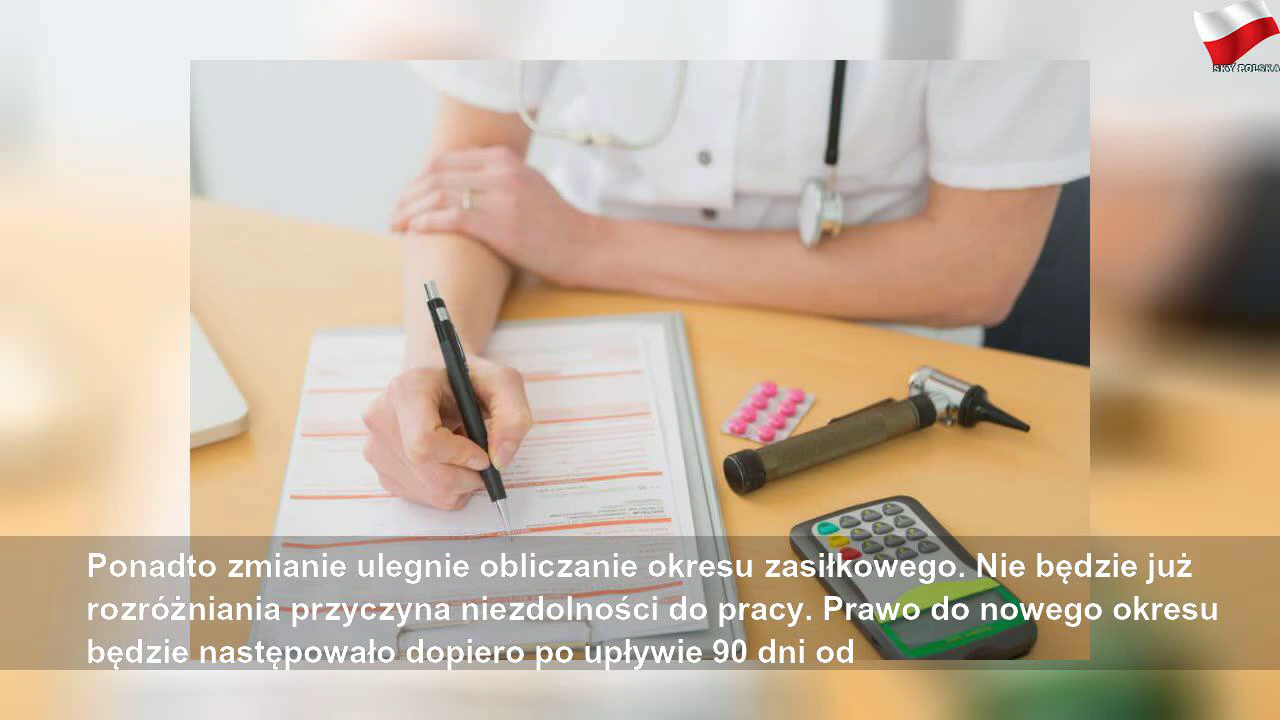 SKY POLSKA
Ponadto zmianie ulegnie obliczanie okresu zasiłkowego. Nie będzie już
rozróżniania przyczyna niezdolności do pracy. Prawo do nowego okresu
będzie następowało dopiero po upływie 90 dni od